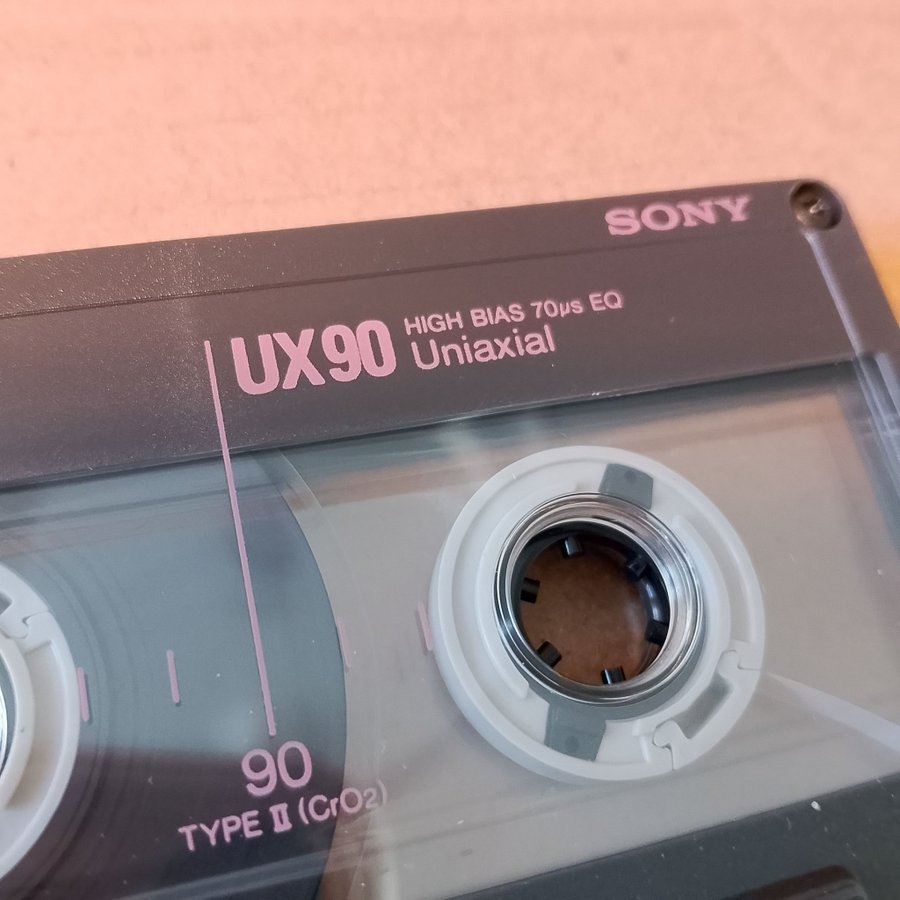 SONY
UX90 HIGH BIAS 70μs EQ
Uniaxial
90
TYPE II (CrO2)